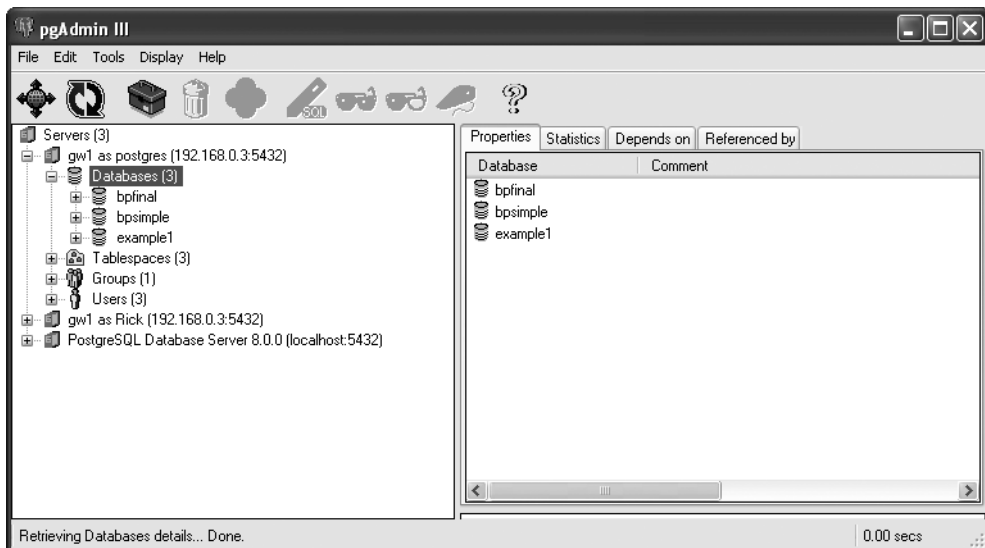 pgAdmin III
File Edit Tools Display Help
SQL
Servers (3)
gw1 as postgres (192.168.0.3:5432)
Databases (3)
bpfinal
bpsimple
example1
Tablespaces (3)
Groups (1)
Users (3)
gw1 as Rick (192.168.0.3:5432)
PostgreSQL Database Server 8.0.0 (localhost:5432)
Properties Statistics Depends on Referenced by
Database Comment
bpfinal
bpsimple
example1
Retrieving Databases details... Done. 0.00 secs